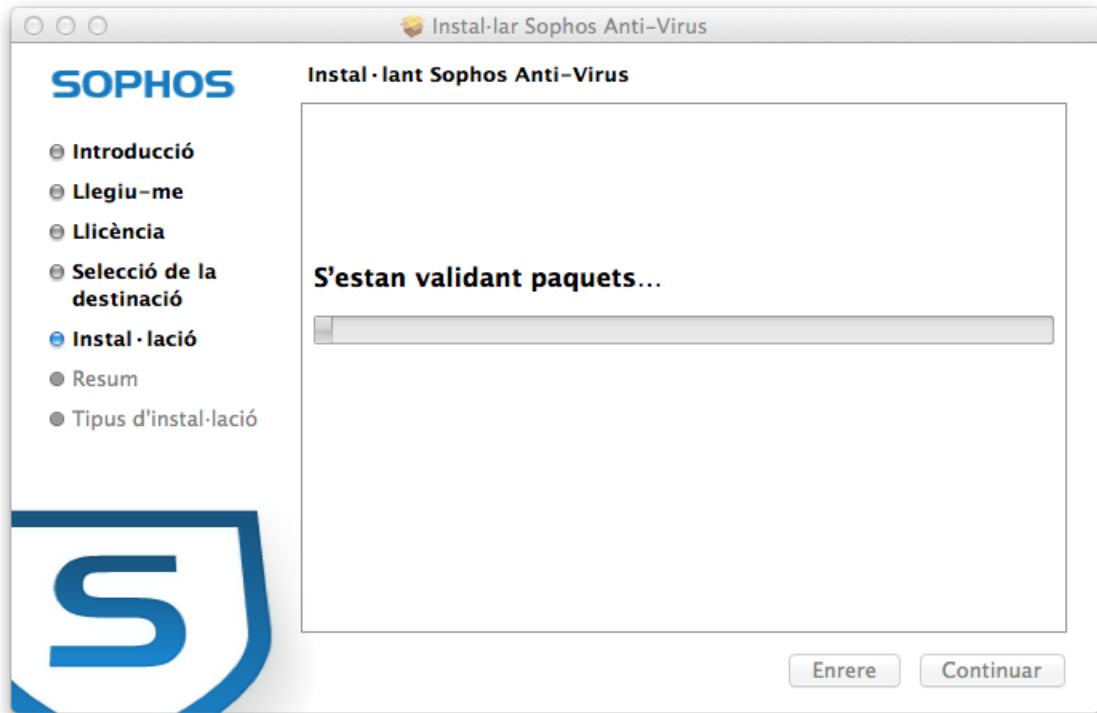 Instal·lar Sophos Anti-Virus
SOPHOS
Instal·lant Sophos Anti-Virus
Introducció
Llegiu-me
Llicència
Selecció de la
destinació
Instal·lació
Resum
Tipus d'instal·lació
S'estan validant paquets...
S
Enrere
Continuar